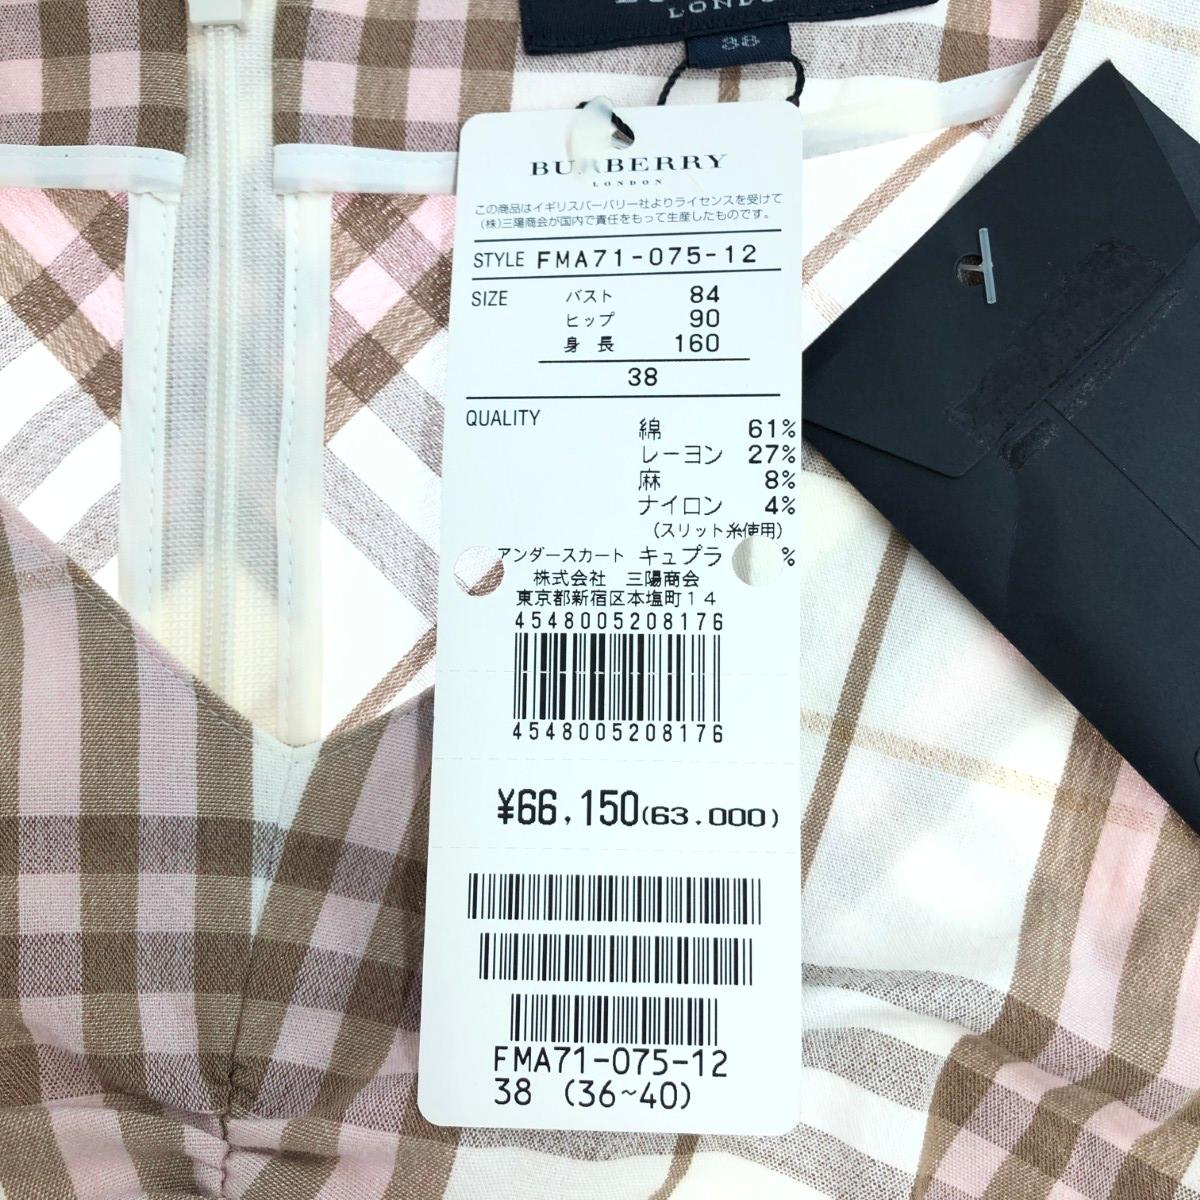 LONDON
38
BURBERRY
LONDON
この商品はイギリスバーバリー社よりライセンスを受けて
(株)三陽商会が国内で責任をもって生産したものです。
STYLE FMA71-075-12
SIZE バスト 84
ヒップ 90
身長 160
38
QUALITY
綿 61%
レーヨン 27%
麻 8%
ナイロン 4%
(スリット糸使用)
アンダースカート キュプラ %
株式会社 三陽商会
東京都新宿区本塩町14
4548005208176
4548005208176
¥66,150(63.000)
FMA71-075-12
38 (36~40)